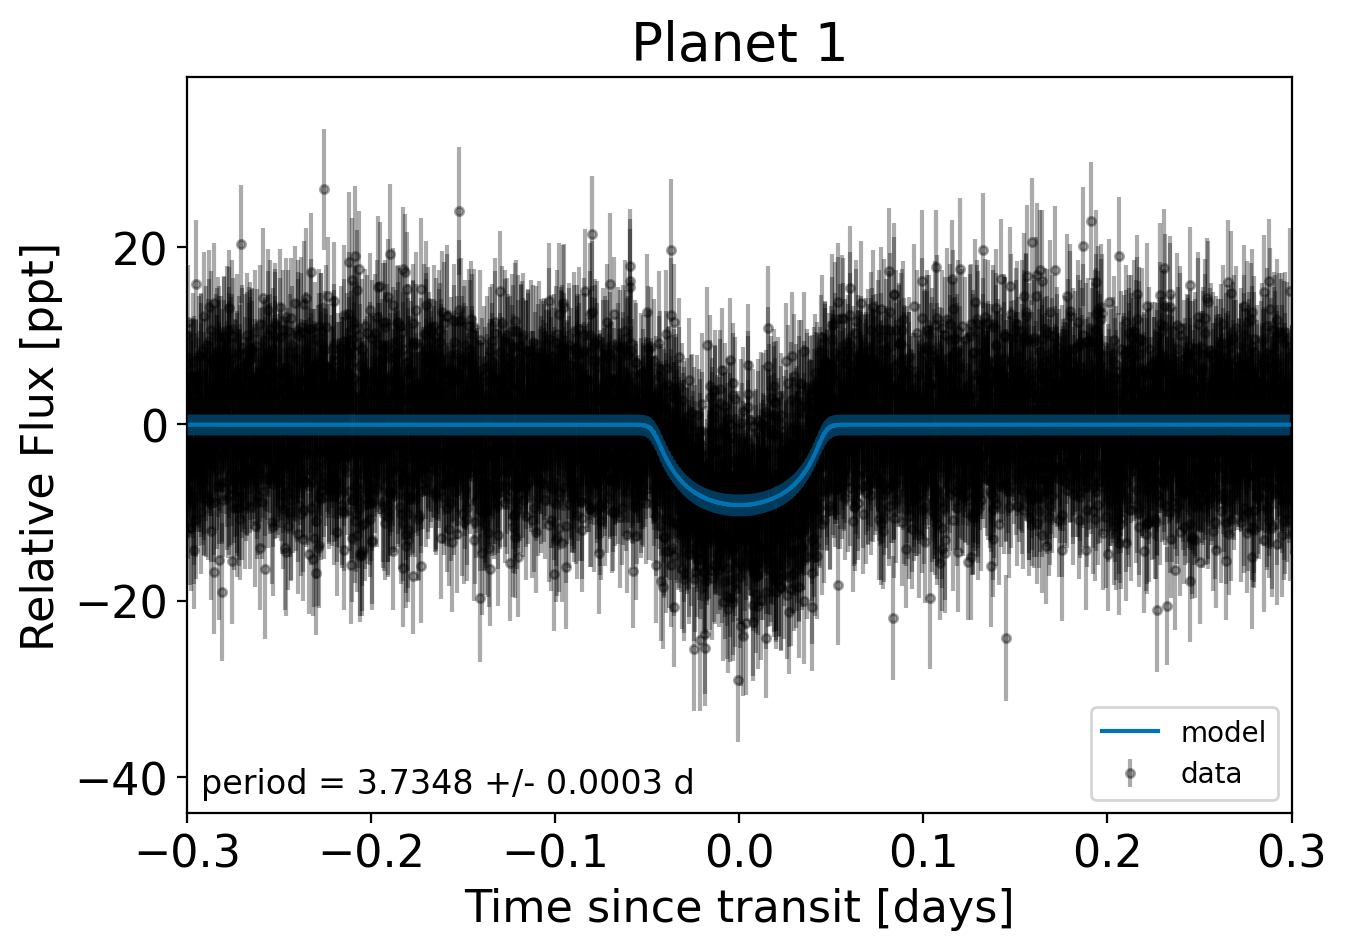 Planet 1
Relative Flux [ppt]
20
0
−20
−40
period = 3.7348 +/- 0.0003 d
model
data
−0.3 −0.2 −0.1 0.0 0.1 0.2 0.3
Time since transit [days]